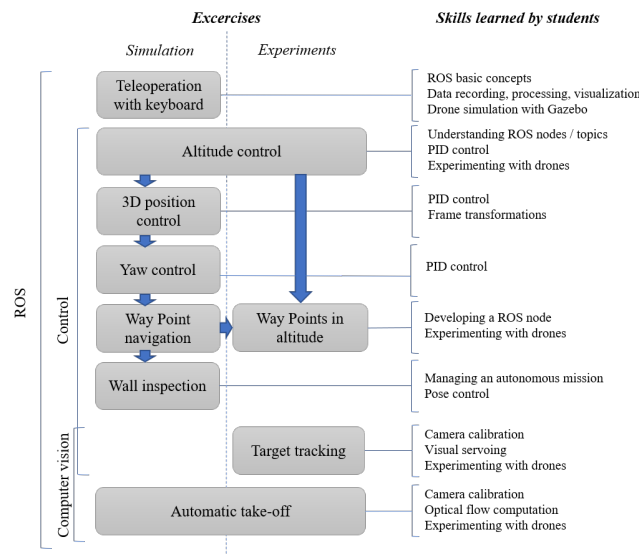 Excercises
Skills learned by students
Simulation
Experiments
ROS
Control
Computer vision
Teleoperation
with keyboard
ROS basic concepts
Data recording, processing, visualization
Drone simulation with Gazebo
Altitude control
Understanding ROS nodes / topics
PID control
Experimenting with drones
3D position
control
PID control
Frame transformations
Yaw control
PID control
Way Point
navigation
Way Points in
altitude
Developing a ROS node
Experimenting with drones
Wall inspection
Managing an autonomous mission
Pose control
Target tracking
Camera calibration
Visual servoing
Experimenting with drones
Automatic take-off
Camera calibration
Optical flow computation
Experimenting with drones